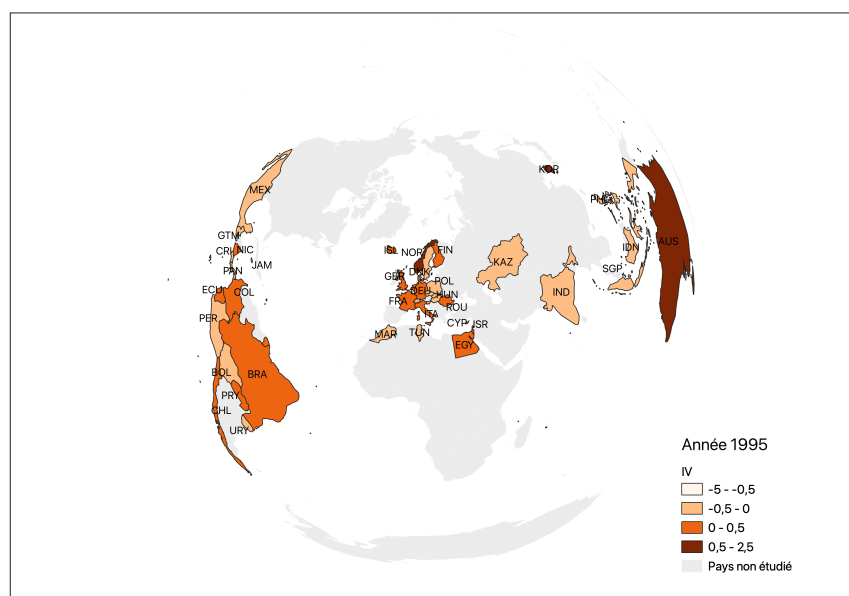 KOR
MEX
PHL
GTM
NIC
CRI
JAM
PAN
ISL
NOR
FIN
AUS
IDN
KAZ
SGP
DNK
GBR
POL
DEU
HUN
ECU
COL
IND
FRA
ROU
ITA
PER
CYP
ISR
MAR
TUN
EGY
BOL
BRA
PRY
CHL
URY
Année 1995
IV
-5 - -0,5
-0,5 - 0
0 - 0,5
0,5 - 2,5
Pays non étudié